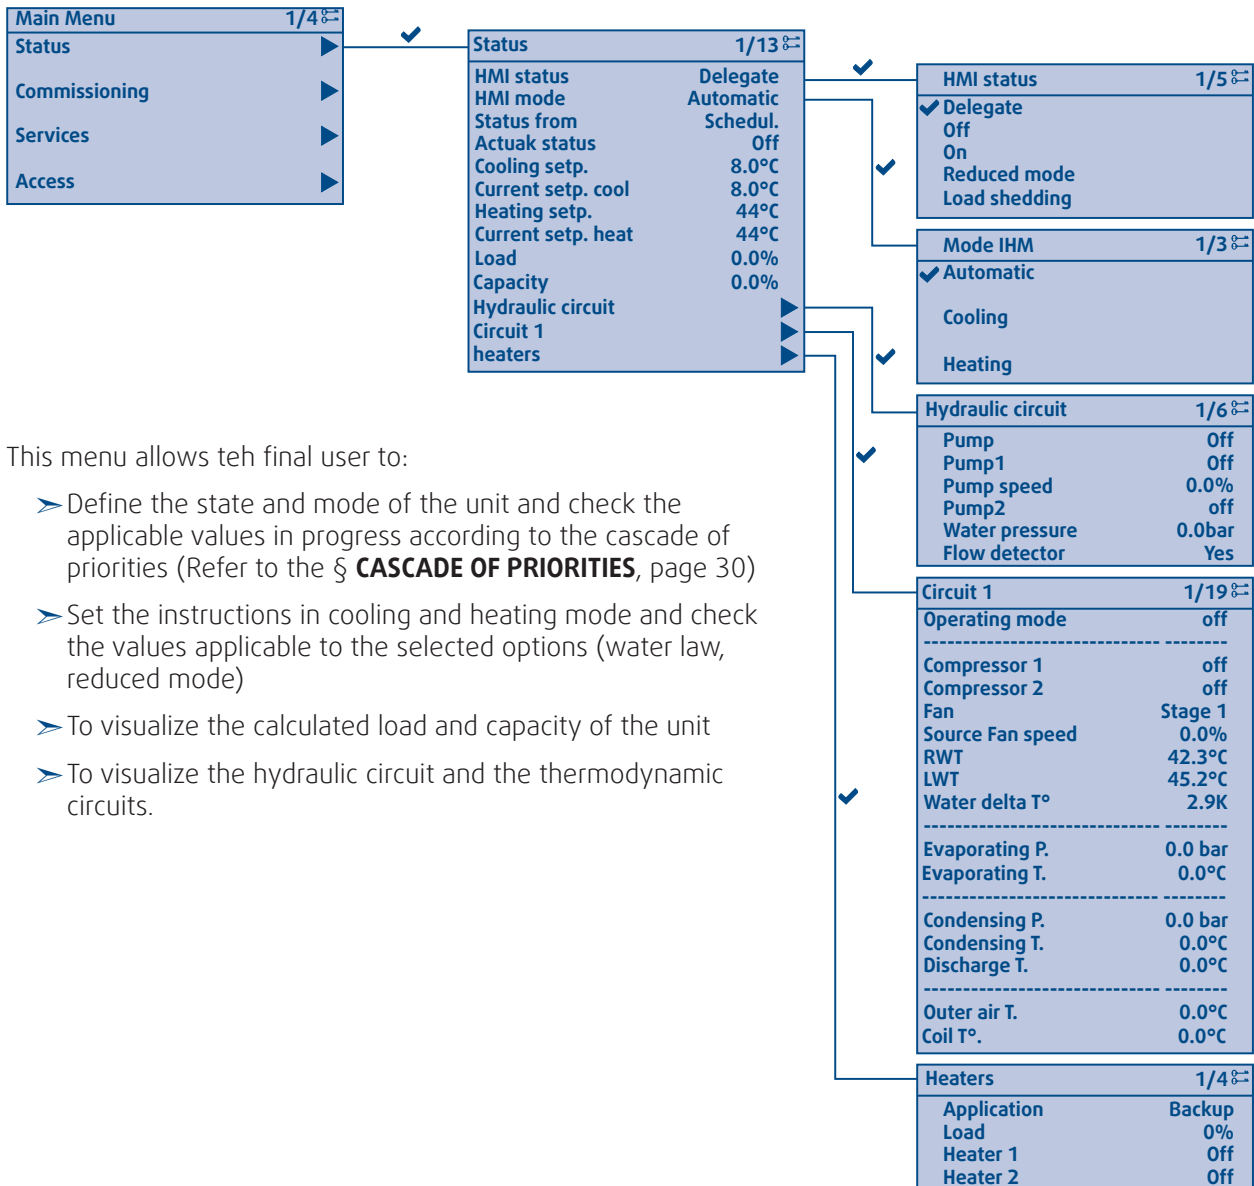 Main Menu 1/4
Status
Commissioning
Services
Access
Status 1/13
HMI status Delegate
HMI mode Automatic
Status from Schedul.
Actuak status Off
Cooling setp. 8.0°C
Current setp. cool 8.0°C
Heating setp. 44°C
Current setp. heat 44°C
Load 0.0%
Capacity 0.0%
Hydraulic circuit
Circuit 1
heaters
HMI status 1/5
Delegate
Off
On
Reduced mode
Load shedding
Mode IHM 1/3
Automatic
Cooling
Heating
Hydraulic circuit 1/6
Pump Off
Pump1 Off
Pump speed 0.0%
Pump2 off
Water pressure 0.0bar
Flow detector Yes
Circuit 1 1/19
Operating mode off
------------------------------ --------
Compressor 1 off
Compressor 2 off
Fan Stage 1
Source Fan speed 0.0%
RWT 42.3°C
LWT 45.2°C
Water delta T° 2.9K
------------------------------ --------
Evaporating P. 0.0 bar
Evaporating T. 0.0°C
------------------------------ --------
Condensing P. 0.0 bar
Condensing T. 0.0°C
Discharge T. 0.0°C
------------------------------ --------
Outer air T. 0.0°C
Coil T°. 0.0°C
Heaters 1/4
Application Backup
Load 0%
Heater 1 Off
Heater 2 Off
This menu allows teh final user to:
➢ Define the state and mode of the unit and check the
applicable values in progress according to the cascade of
priorities (Refer to the § CASCADE OF PRIORITIES, page 30)
➢ Set the instructions in cooling and heating mode and check
the values applicable to the selected options (water law,
reduced mode)
➢ To visualize the calculated load and capacity of the unit
➢ To visualize the hydraulic circuit and the thermodynamic
circuits.